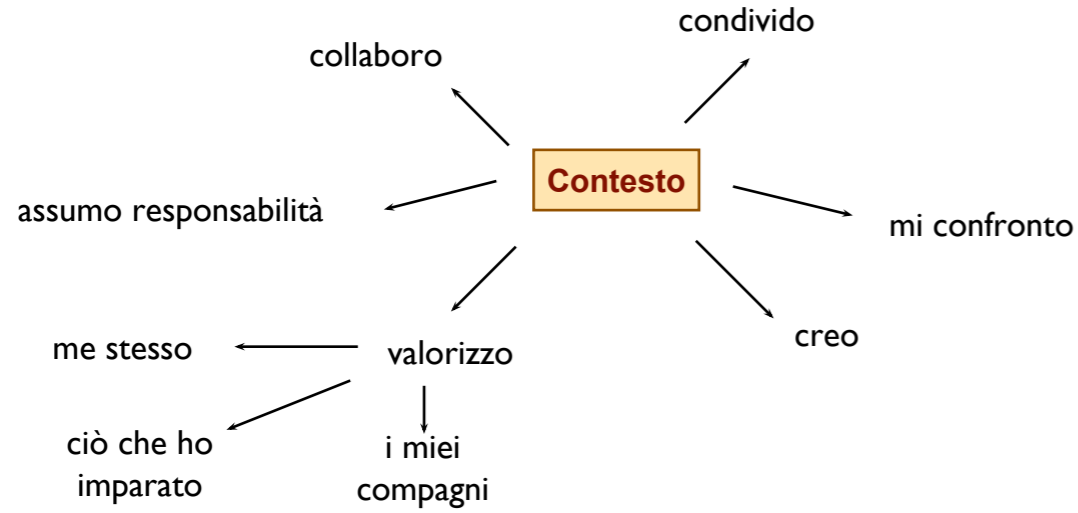 condivido
collaboro
Contesto
assumo responsabilità
mi confronto
creo
me stesso
valorizzo
ciò che ho
imparato
i miei
compagni